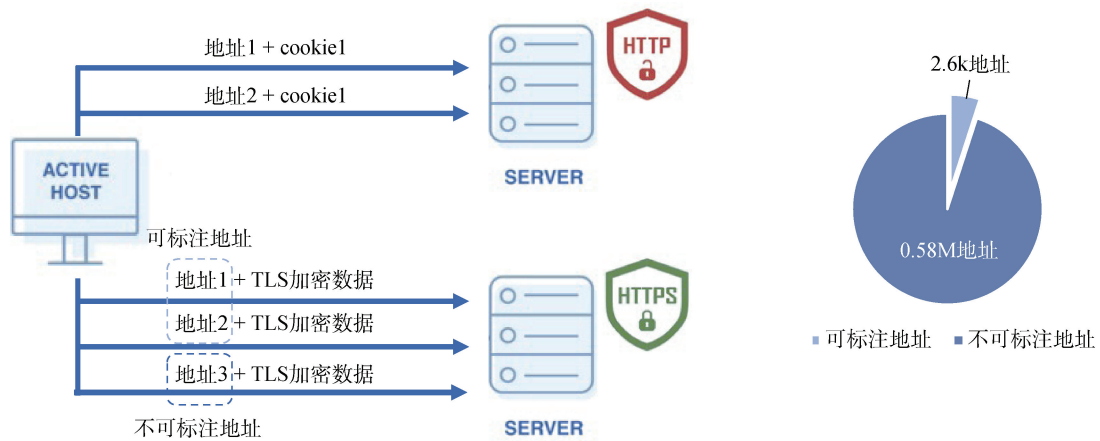 地址1 + cookie1
地址2 + cookie1
HTTP
SERVER
ACTIVE
HOST
可标注地址
地址1 + TLS加密数据
地址2 + TLS加密数据
地址3 + TLS加密数据
不可标注地址
HTTPS
SERVER
2.6k地址
0.58M地址
可标注地址
不可标注地址